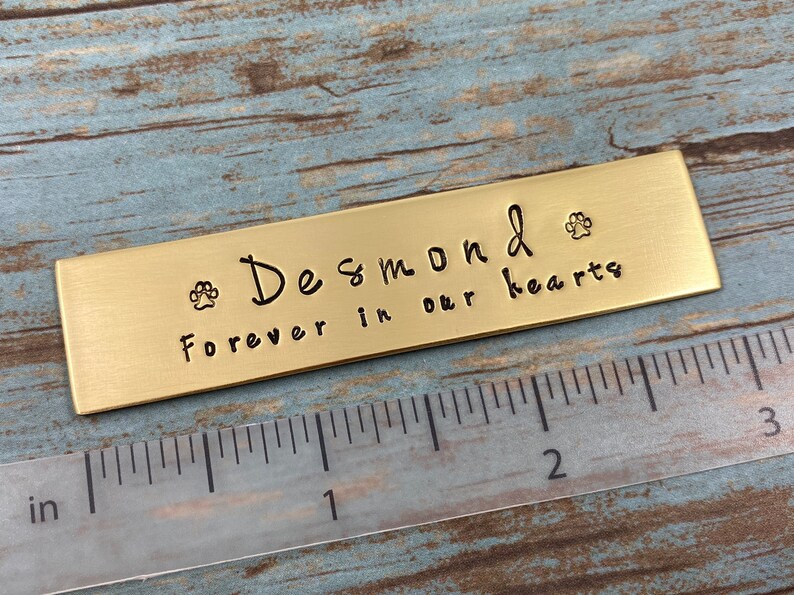 Desmond
Forever in our hearts
in 1 2 3